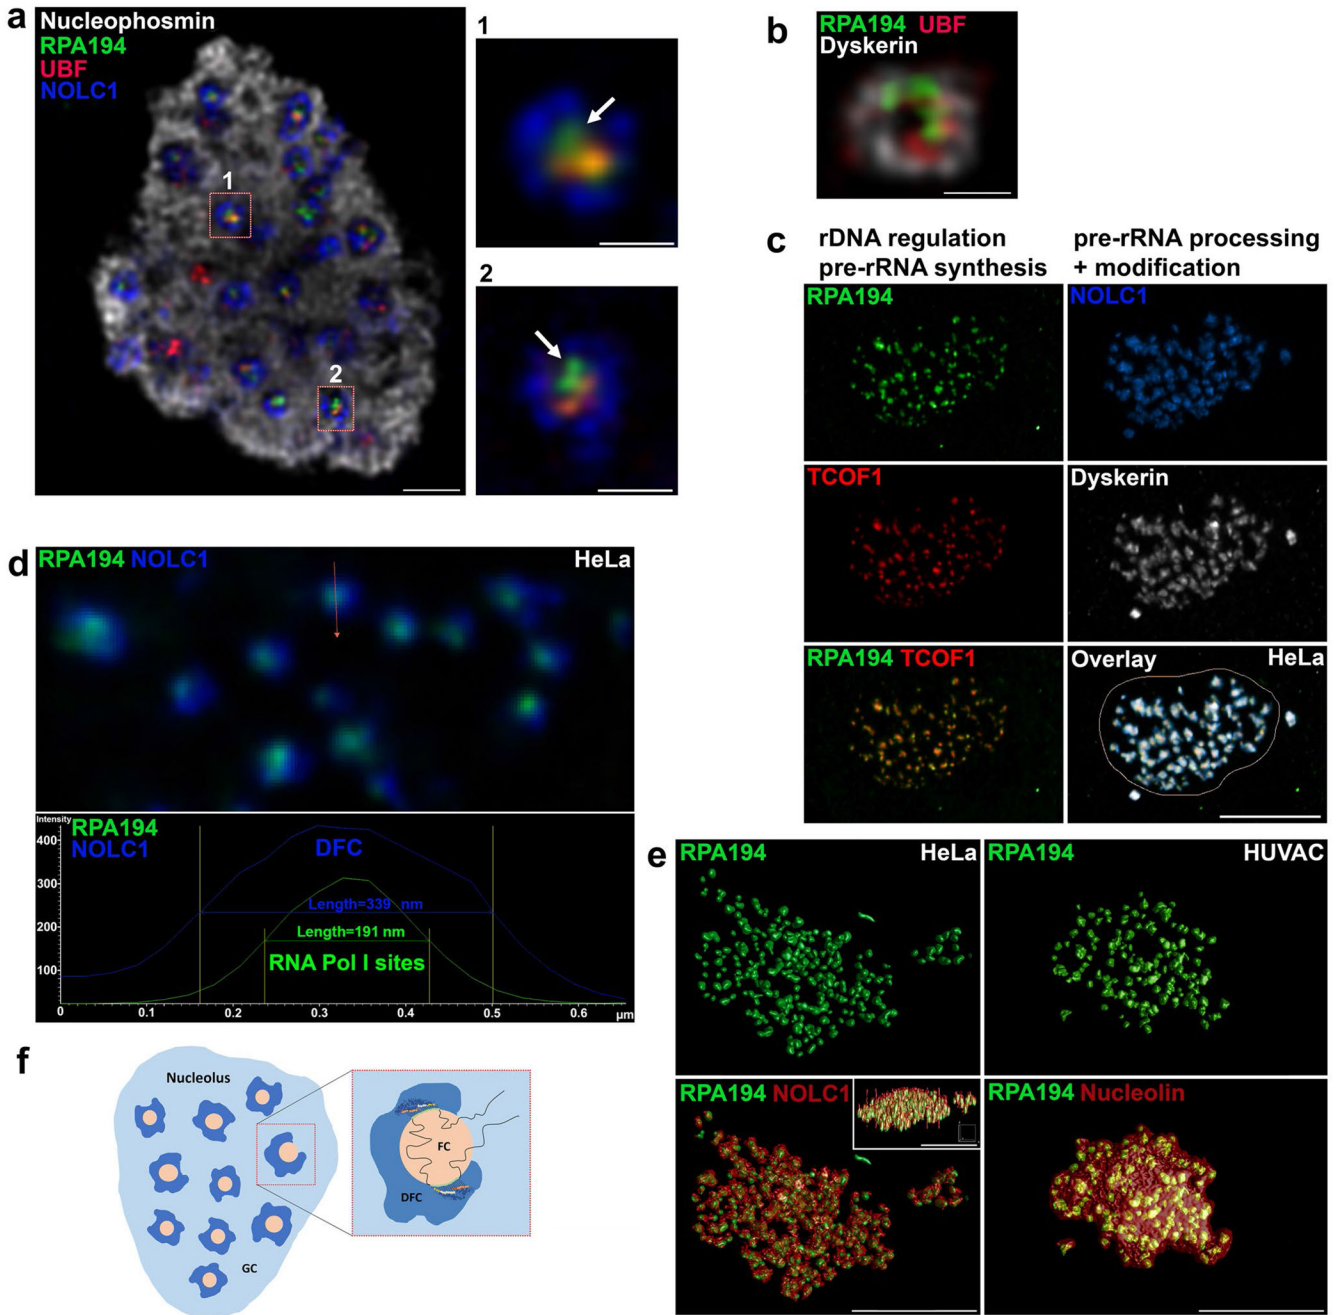 a
Nucleophosmin
RPA194
UBF
NOLC1
1
2
1
2
b
RPA194 UBF
Dyskerin
c
rDNA regulation
pre-rRNA synthesis
pre-rRNA processing
+ modification
RPA194
NOLC1
TCOF1
Dyskerin
RPA194 TCOF1
Overlay
HeLa
d
RPA194 NOLC1
HeLa
Intensity
RPA194
NOLC1
DFC
400
300
Length=339 nm
200
Length=191 nm
RNA Pol I sites
100
0 0.1 0.2 0.3 0.4 0.5 0.6 µm
e
RPA194
HeLa
RPA194
HUVAC
RPA194 NOLC1
RPA194 Nucleolin
f
Nucleolus
GC
FC
DFC